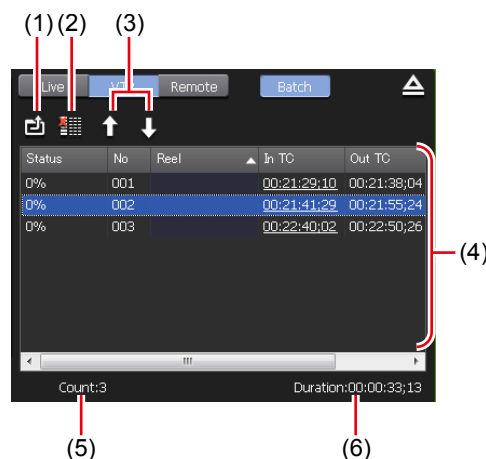 (1) (2) (3)
Live VTR Remote Batch
Status No Reel In TC Out TC
0% 001 00:21:29;10 00:21:38;04
0% 002 00:21:41;29 00:21:55;24
0% 003 00:22:40;02 00:22:50;26
(4)
Count:3 Duration:00:00:33;13
(5) (6)